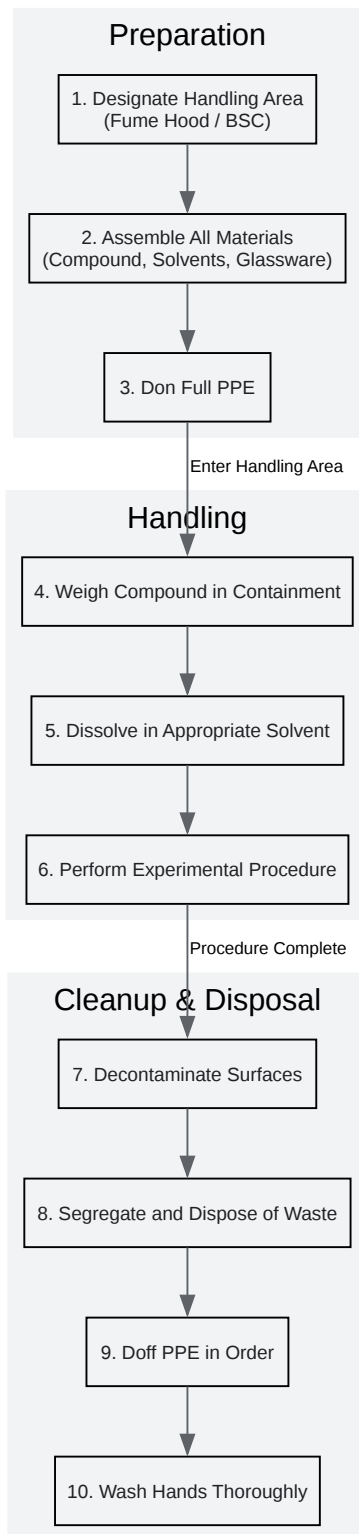 Preparation
1. Designate Handling Area
(Fume Hood / BSC)
2. Assemble All Materials
(Compound, Solvents, Glassware)
3. Don Full PPE
Enter Handling Area
Handling
4. Weigh Compound in Containment
5. Dissolve in Appropriate Solvent
6. Perform Experimental Procedure
Procedure Complete
Cleanup & Disposal
7. Decontaminate Surfaces
8. Segregate and Dispose of Waste
9. Doff PPE in Order
10. Wash Hands Thoroughly